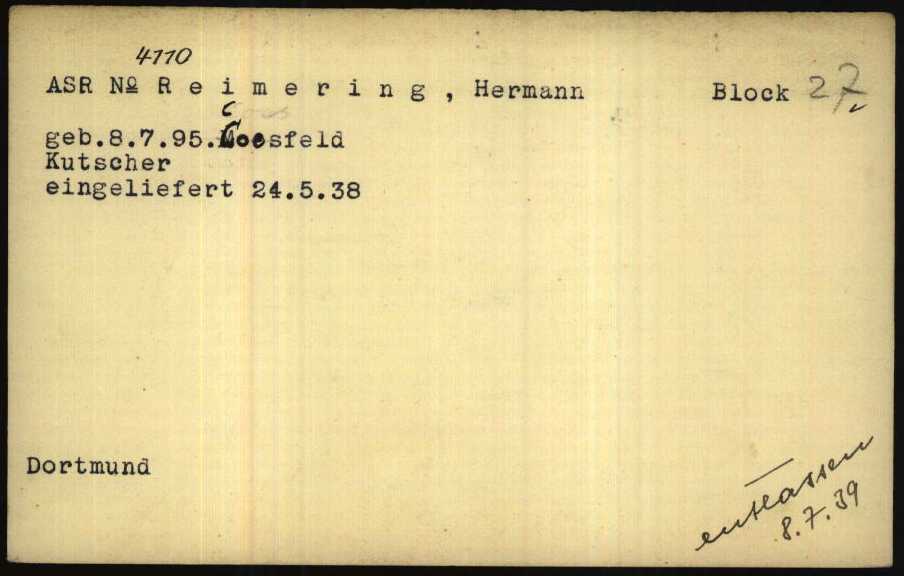 4110
ASR № Reimering, Hermann Block 27
geb.8.7.95.Coesfeld
Kutscher
eingeliefert 24.5.38
Dortmund
entlassen
8.7.39